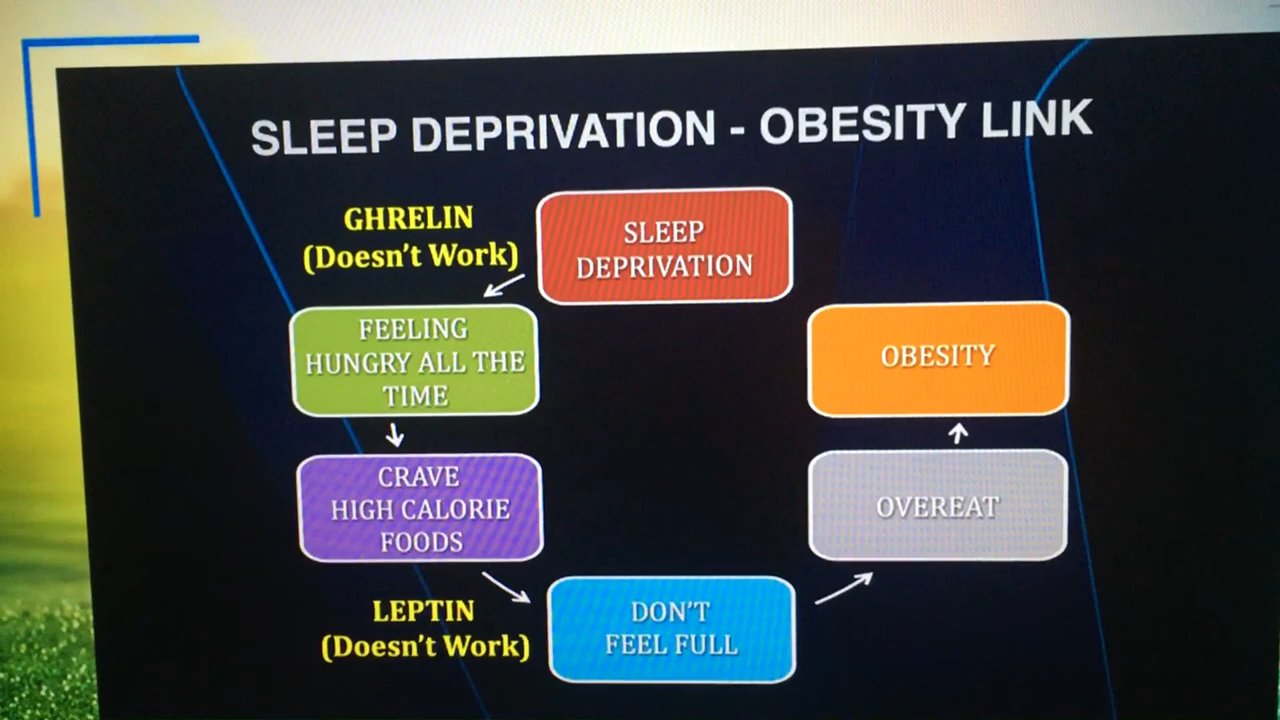 SLEEP DEPRIVATION - OBESITY LINK
GHRELIN
(Doesn't Work)
SLEEP
DEPRIVATION
FEELING
HUNGRY ALL THE
TIME
CRAVE
HIGH CALORIE
FOODS
LEPTIN
(Doesn't Work)
DON'T
FEEL FULL
OVEREAT
OBESITY